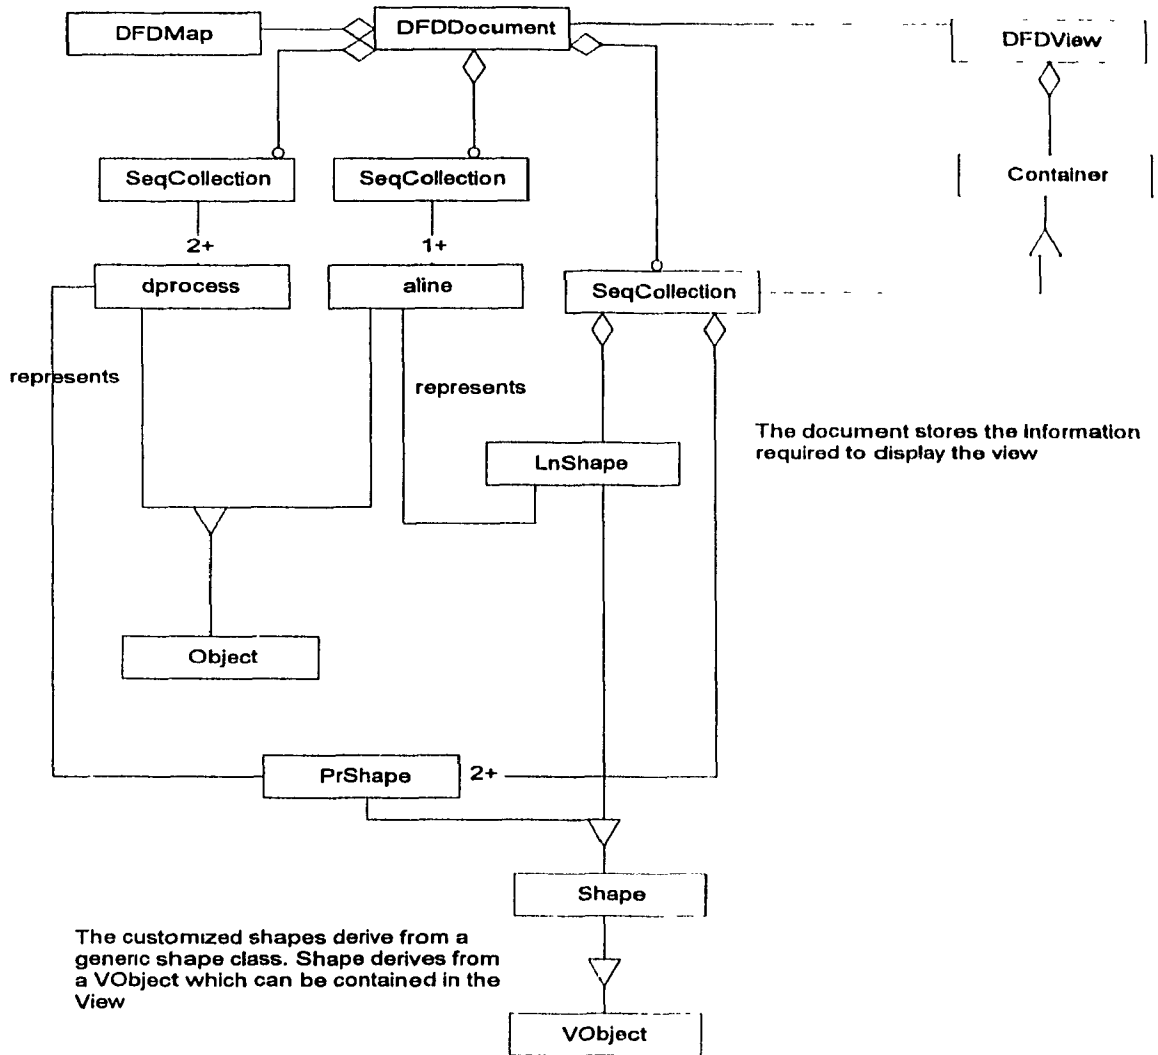 DFDMap
DFDDocument
DFDView
SeqCollection
SeqCollection
Container
2+
1+
dprocess
aline
SeqCollection
represents
represents
The document stores the information
required to display the view
LnShape
Object
PrShape
2+
Shape
The customized shapes derive from a
generic shape class. Shape derives from
a VObject which can be contained in the
View
VObject